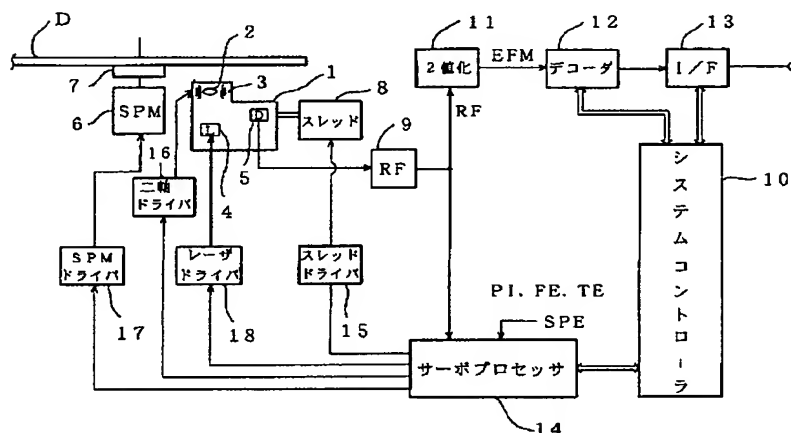 D
7
6
SPM
2
3
1
L
D
4
5
8
スレッド
9
RF
11
2値化
EFM
RF
12
デコーダ
13
I/F
システムコントローラ
10
16
二軸
ドライバ
SPM
ドライバ
17
レーザ
ドライバ
18
スレッド
ドライバ
15
PI. FE. TE
SPE
サーボプロセッサ
14